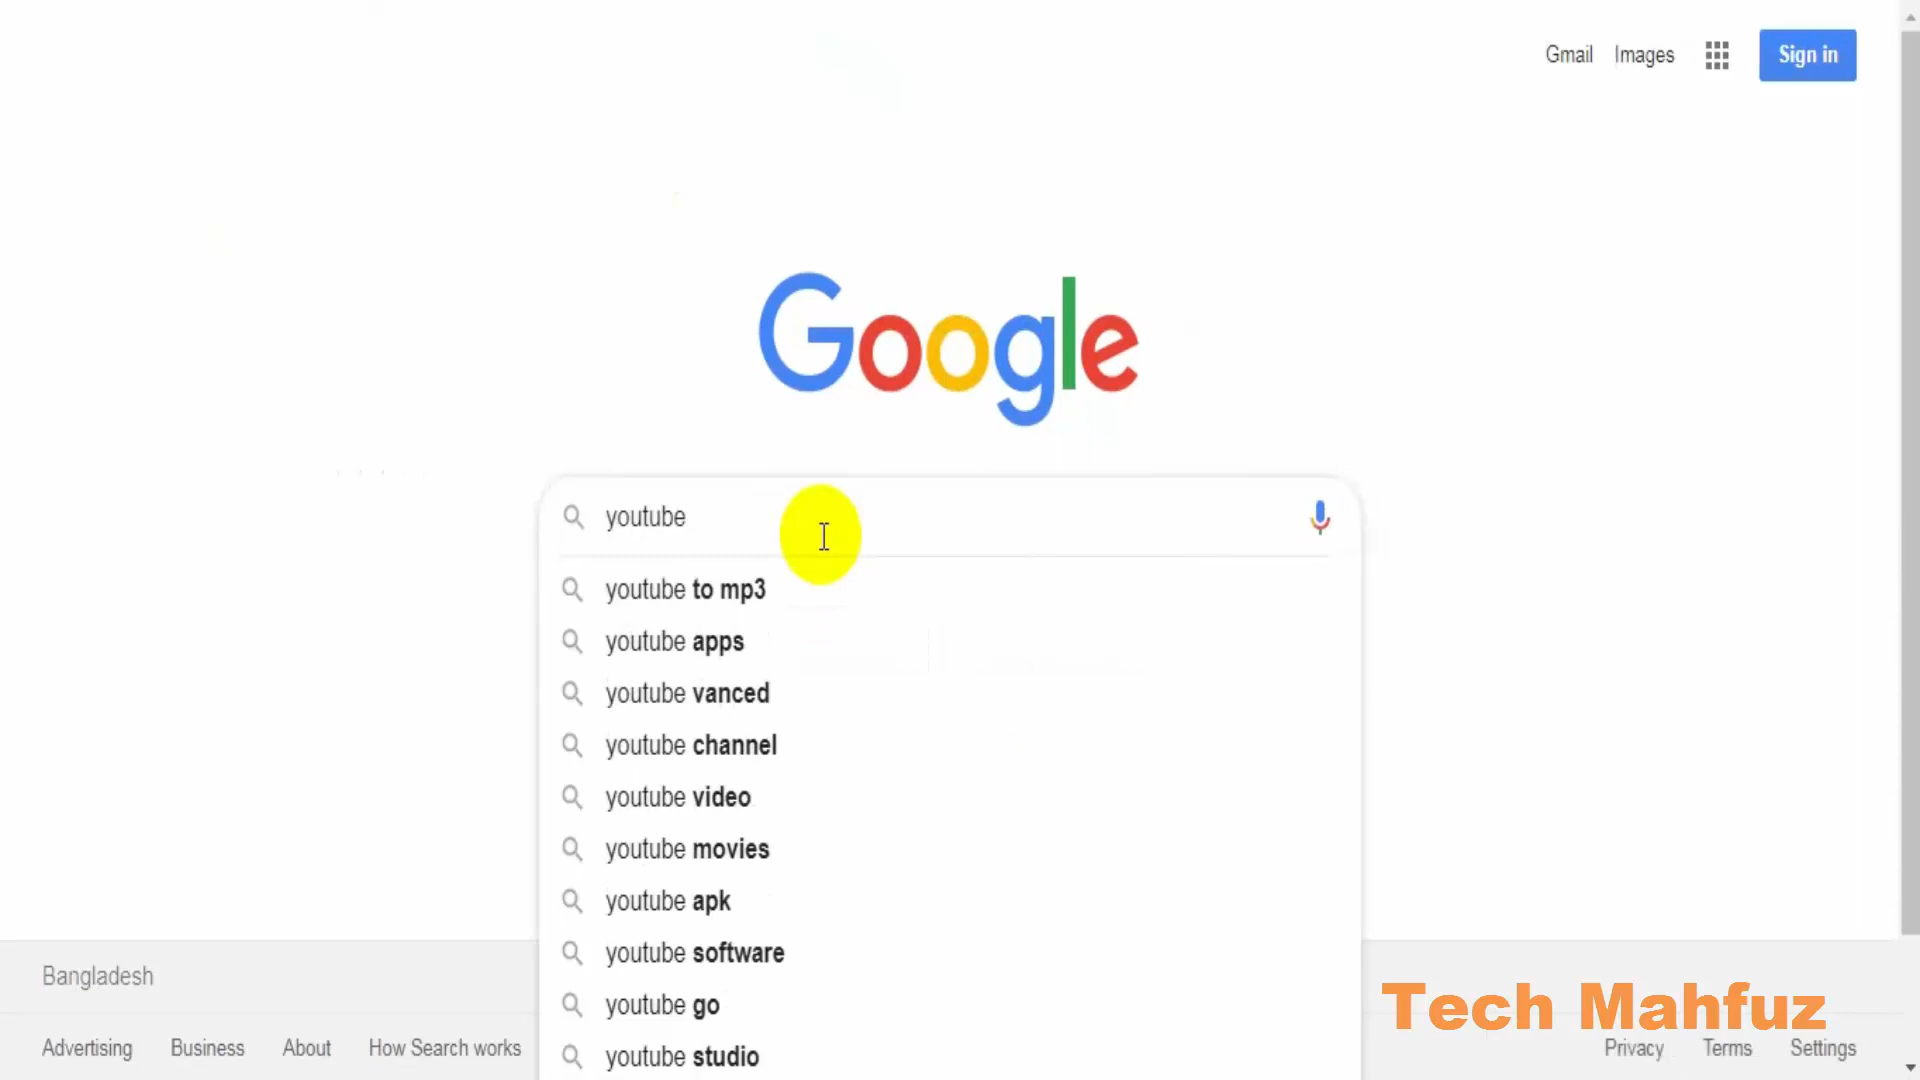 Gmail Images Sign in
Google
youtube
youtube to mp3
youtube apps
youtube vanced
youtube channel
youtube video
youtube movies
youtube apk
youtube software
youtube go
youtube studio
Bangladesh
Tech Mahfuz
Advertising Business About How Search works Privacy Terms Settings